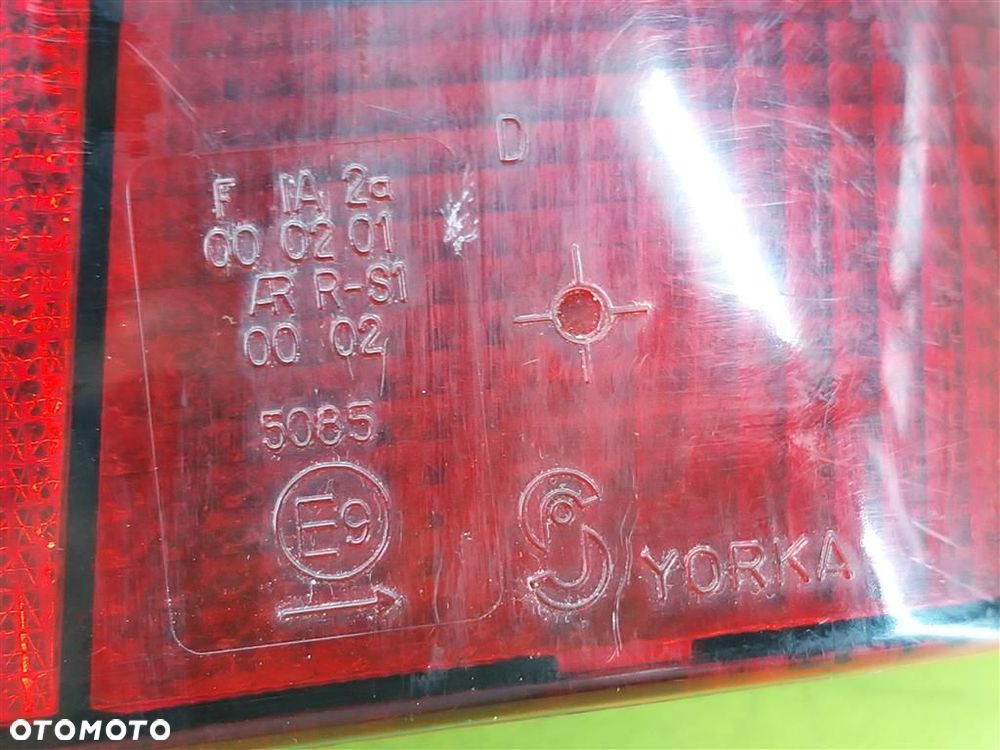 D
F IA 2a
00 02 01
AR R-S1
00 02
5085
E9
YORKA
OTOMOTO